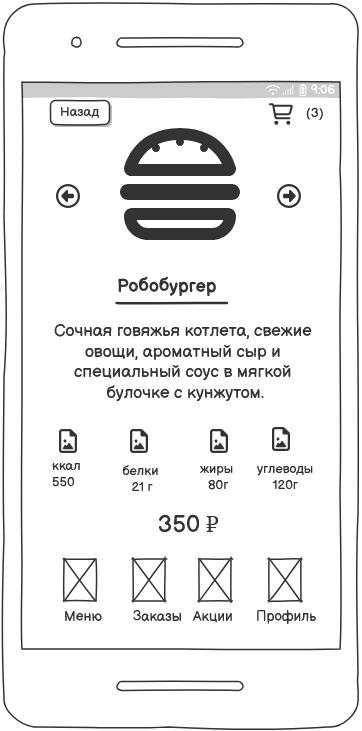 9:06
Назад
(3)
Робобургер
Сочная говяжья котлета, свежие
овощи, ароматный сыр и
специальный соус в мягкой
булочке с кунжутом.
ккал белки жиры углеводы
550 21 г 80г 120г
350 ₽
Меню Заказы Акции Профиль